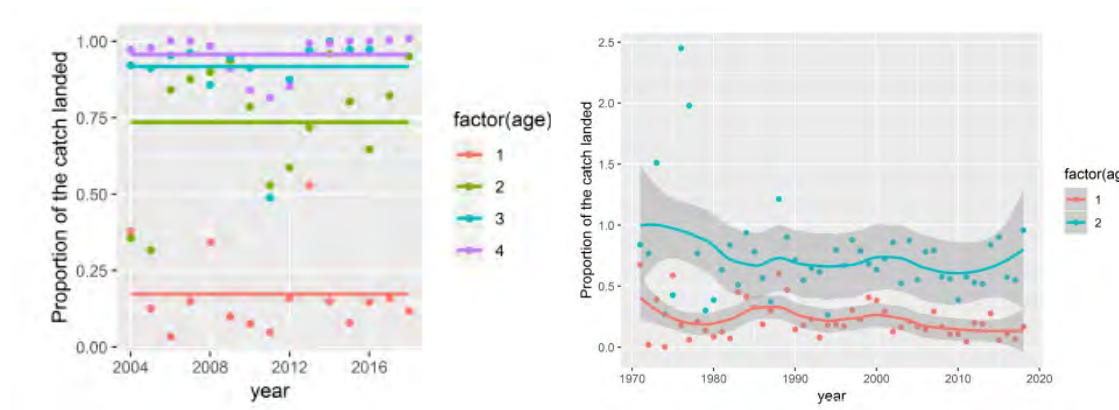 Proportion of the catch landed
1.00
0.75
0.50
0.25
0.00
2004 2008 2012 2016
year
factor(age)
1
2
3
4
Proportion of the catch landed
2.5
2.0
1.5
1.0
0.5
0.0
1970 1980 1990 2000 2010 2020
year
factor(ag
1
2